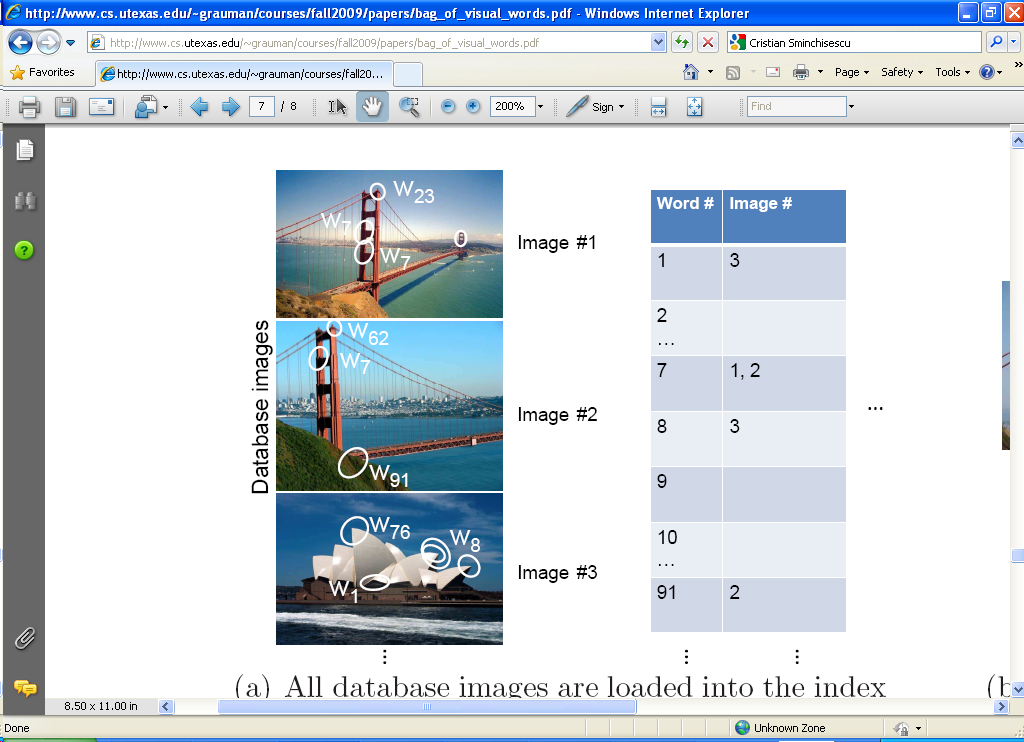 http://www.cs.utexas.edu/~grauman/courses/fall2009/papers/bag_of_visual_words.pdf - Windows Internet Explorer
http://www.cs.utexas.edu/~grauman/courses/fall2009/papers/bag_of_visual_words.pdf
Cristian Sminchisescu
Favorites
http://www.cs.utexas.edu/~grauman/courses/fall20...
Page
Safety
Tools
7 / 8
200%
Sign
Find
Database images
W23
W7
W7
Image #1
W62
W7
W91
Image #2
W76
W8
W1
Image #3
⋮
Word # Image #
1 3
2
...
7 1, 2
8 3
9
10
...
91 2
⋮ ⋮
...
(a) All database images are loaded into the index
(b
8.50 x 11.00 in
Done
Unknown Zone